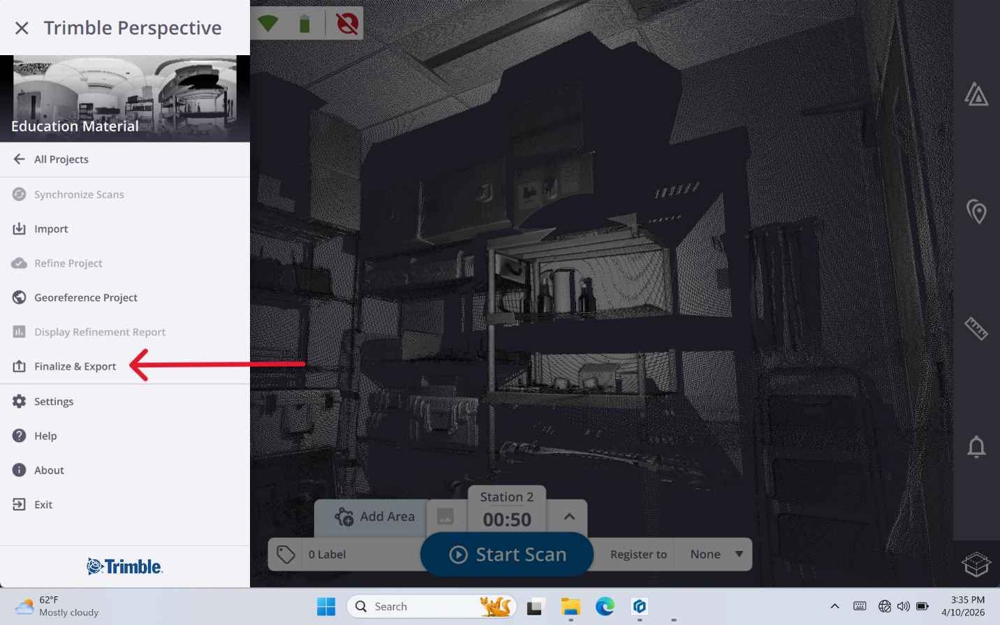 Trimble Perspective
Education Material
All Projects
Synchronize Scans
Import
Refine Project
Georeference Project
Display Refinement Report
Finalize & Export
Settings
Help
About
Exit
Trimble
Station 2
00:50
Add Area
0 Label
Start Scan
Register to
None
62°F
Mostly cloudy
Search
3:35 PM
4/10/2026